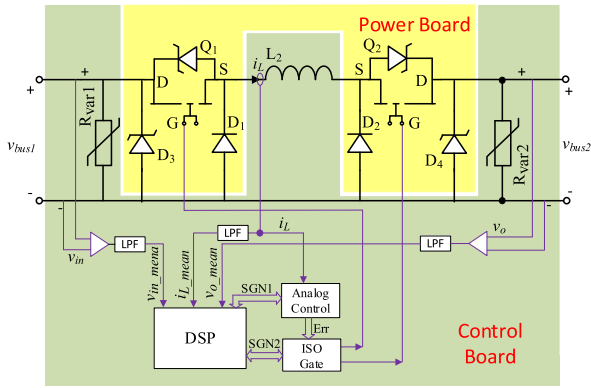 Power Board
Q1
Q2
iL
L2
S
S
D
D
G
G
+
+
+
+
Rvar1
D3
D1
D2
D4
Rvar2
vbus1
vbus2
-
-
-
-
iL
vin
LPF
LPF
LPF
vo
vin_mena
iL_mean
vo_mean
SGN1
Analog
Control
Err
DSP
SGN2
ISO
Gate
Control
Board